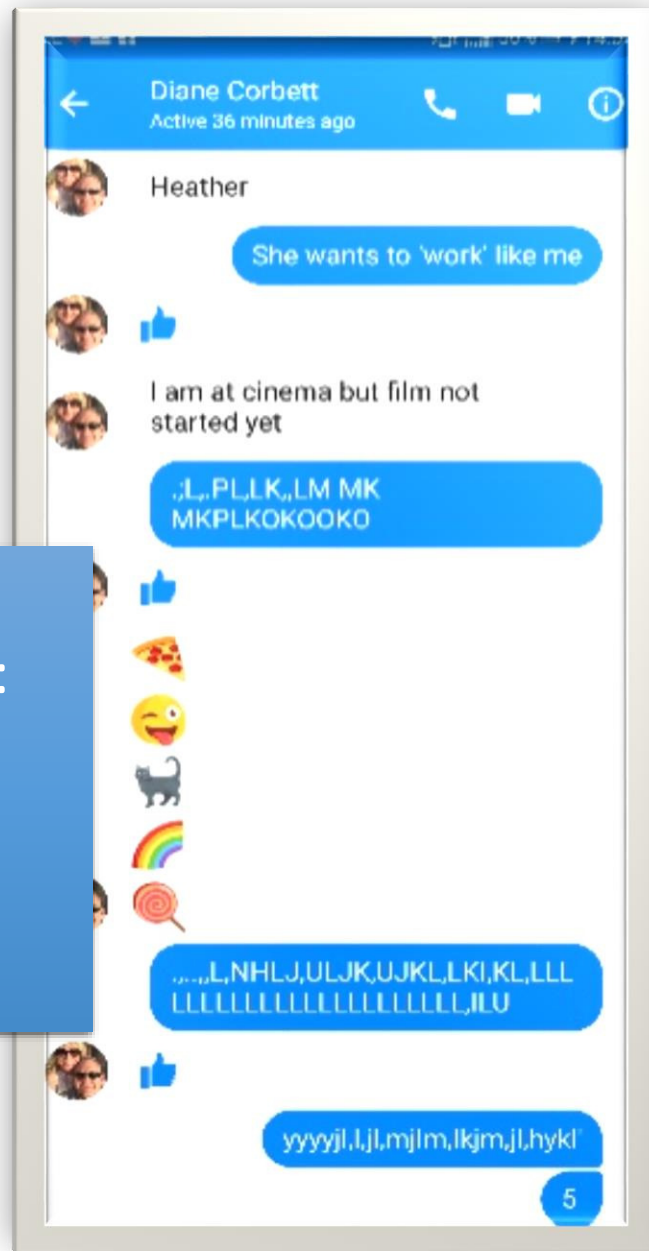 Diane Corbett
Active 36 minutes ago
Heather
She wants to 'work' like me
I am at cinema but film not
started yet
.;L,.PL,LK,,LM MK
MKPLKOKOOKO
:
.,..,,L,NHLJ,ULJK,UJKL,LKI,KL,LLL
LLLLLLLLLLLLLLLLLLLLL,ILU
yyyyjl,l,jl,mjlm,lkjm,jl,hykl'
5